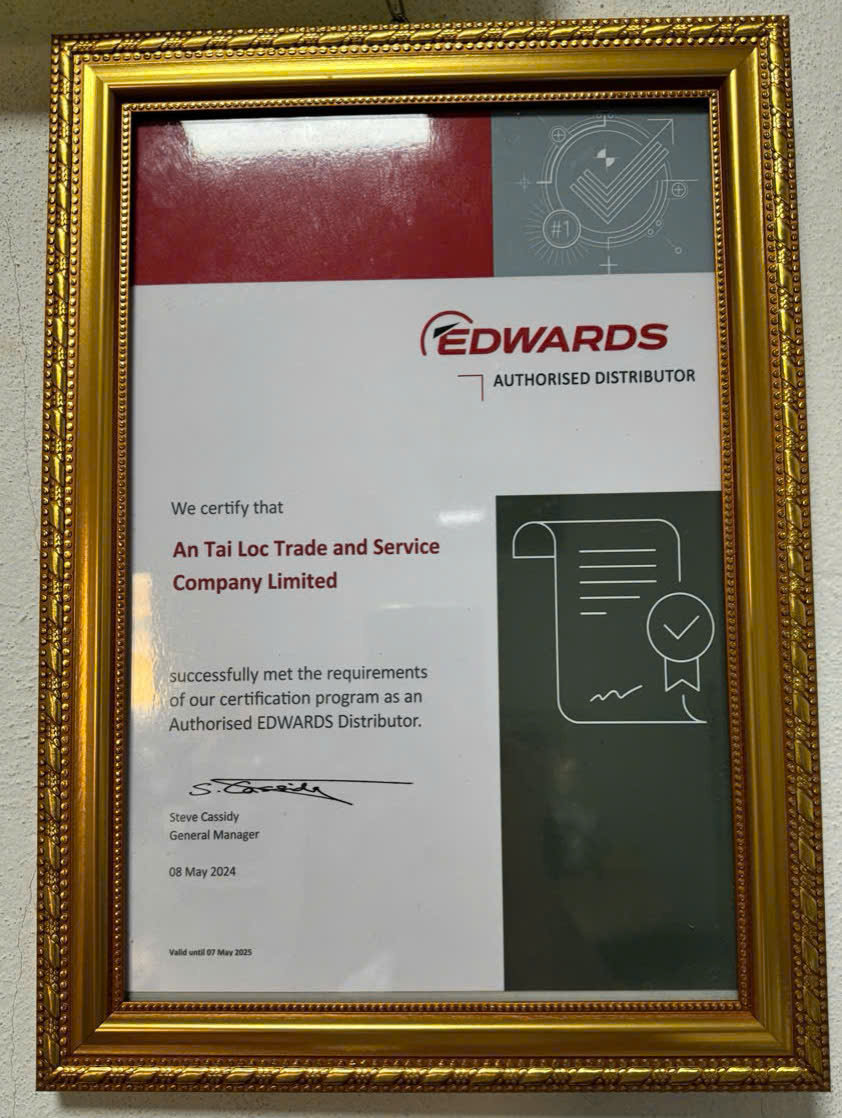 #1
EDWARDS
AUTHORISED DISTRIBUTOR
We certify that
An Tai Loc Trade and Service
Company Limited
successfully met the requirements
of our certification program as an
Authorised EDWARDS Distributor.
S. Cassidy
Steve Cassidy
General Manager
08 May 2024
Valid until 07 May 2025